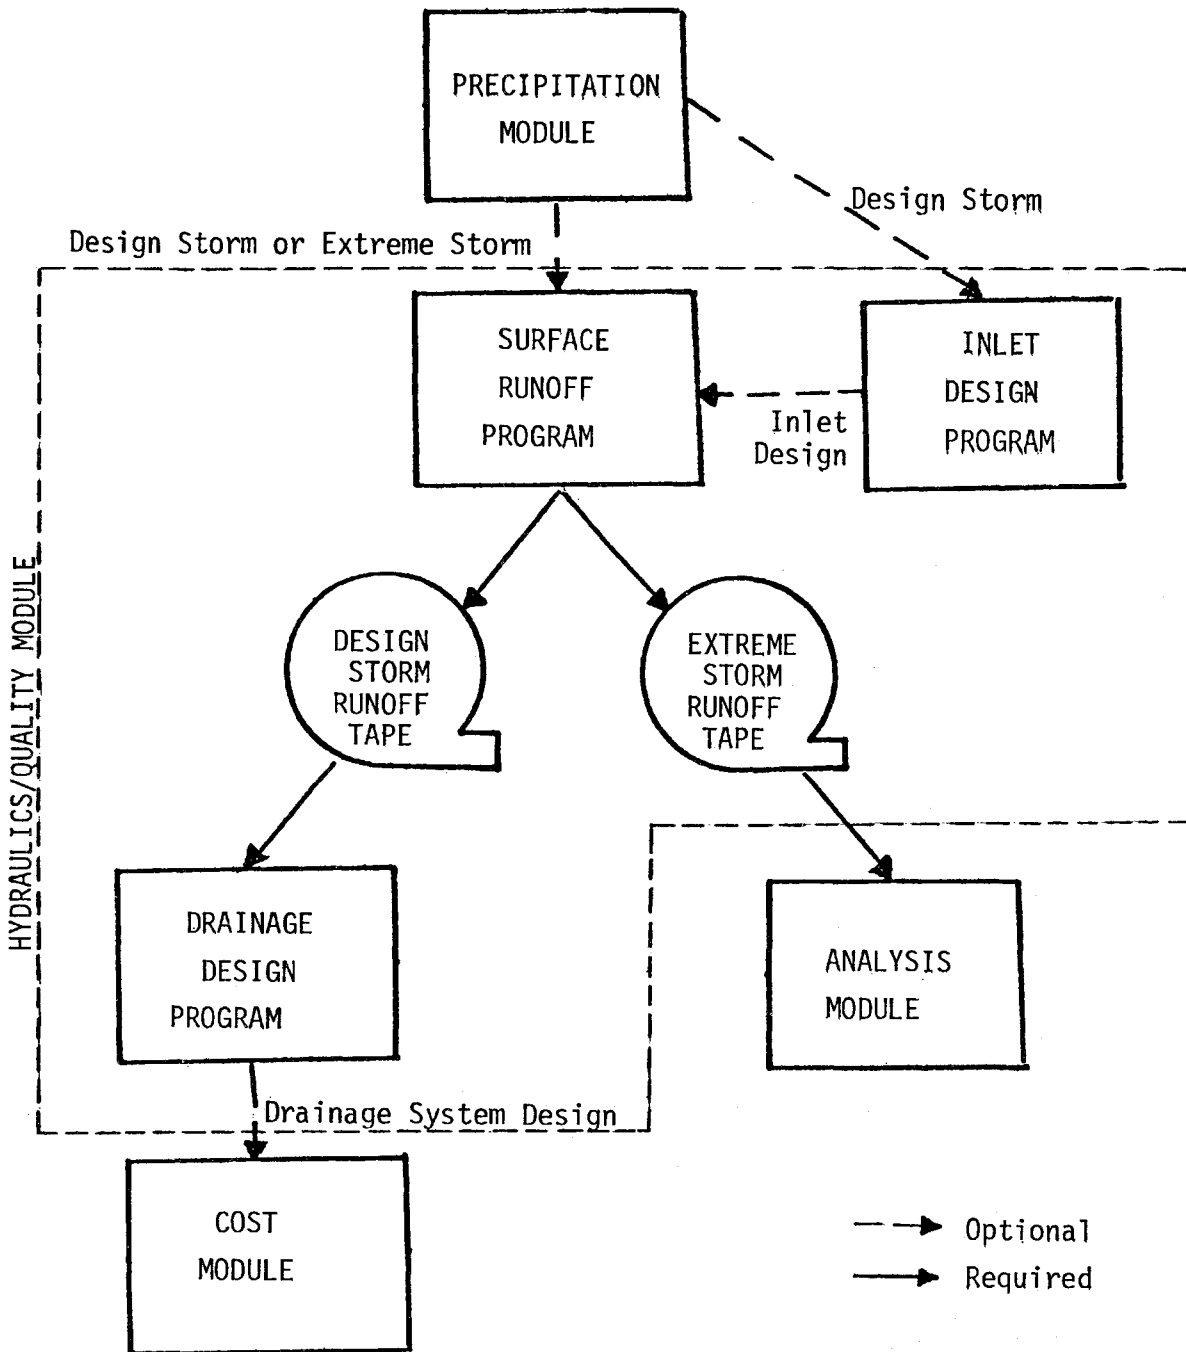 PRECIPITATION
MODULE
Design Storm
Design Storm or Extreme Storm
SURFACE
RUNOFF
PROGRAM
INLET
DESIGN
PROGRAM
Inlet
Design
HYDRAULICS/QUALITY MODULE
DESIGN
STORM
RUNOFF
TAPE
EXTREME
STORM
RUNOFF
TAPE
DRAINAGE
DESIGN
PROGRAM
ANALYSIS
MODULE
Drainage System Design
COST
MODULE
Optional
Required